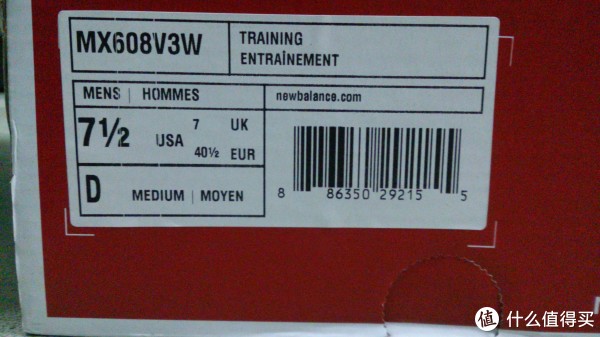 MX608V3W
TRAINING
ENTRAÎNEMENT
MENS | HOMMES
newbalance.com
7½ USA 7 UK
40½ EUR
D MEDIUM | MOYEN
8 86350 29215 5
值 什么值得买